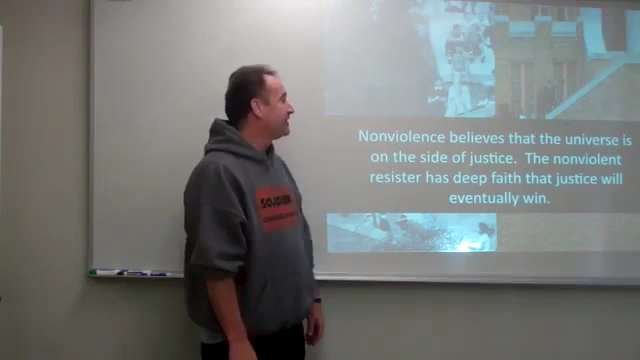 Nonviolence believes that the universe is
on the side of justice. The nonviolent
resister has deep faith that justice will
eventually win.